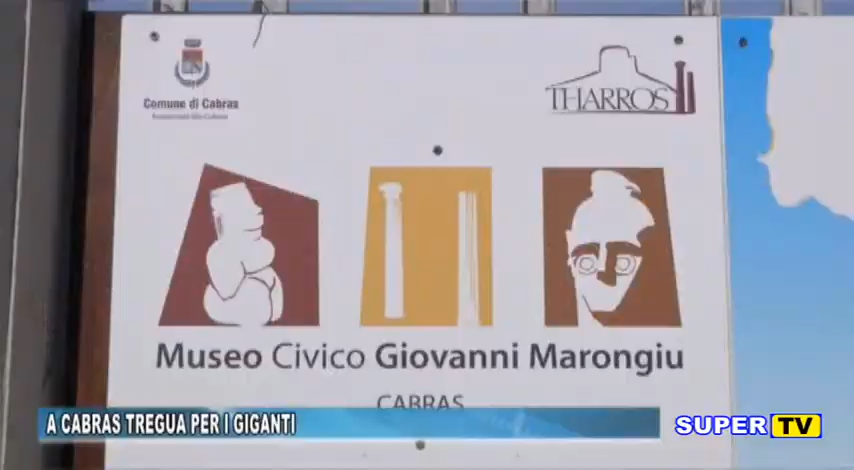 Comune di Cabras
THARROS
Museo Civico Giovanni Marongiu
CABRAS
A CABRAS TREGUA PER I GIGANTI
SUPER TV